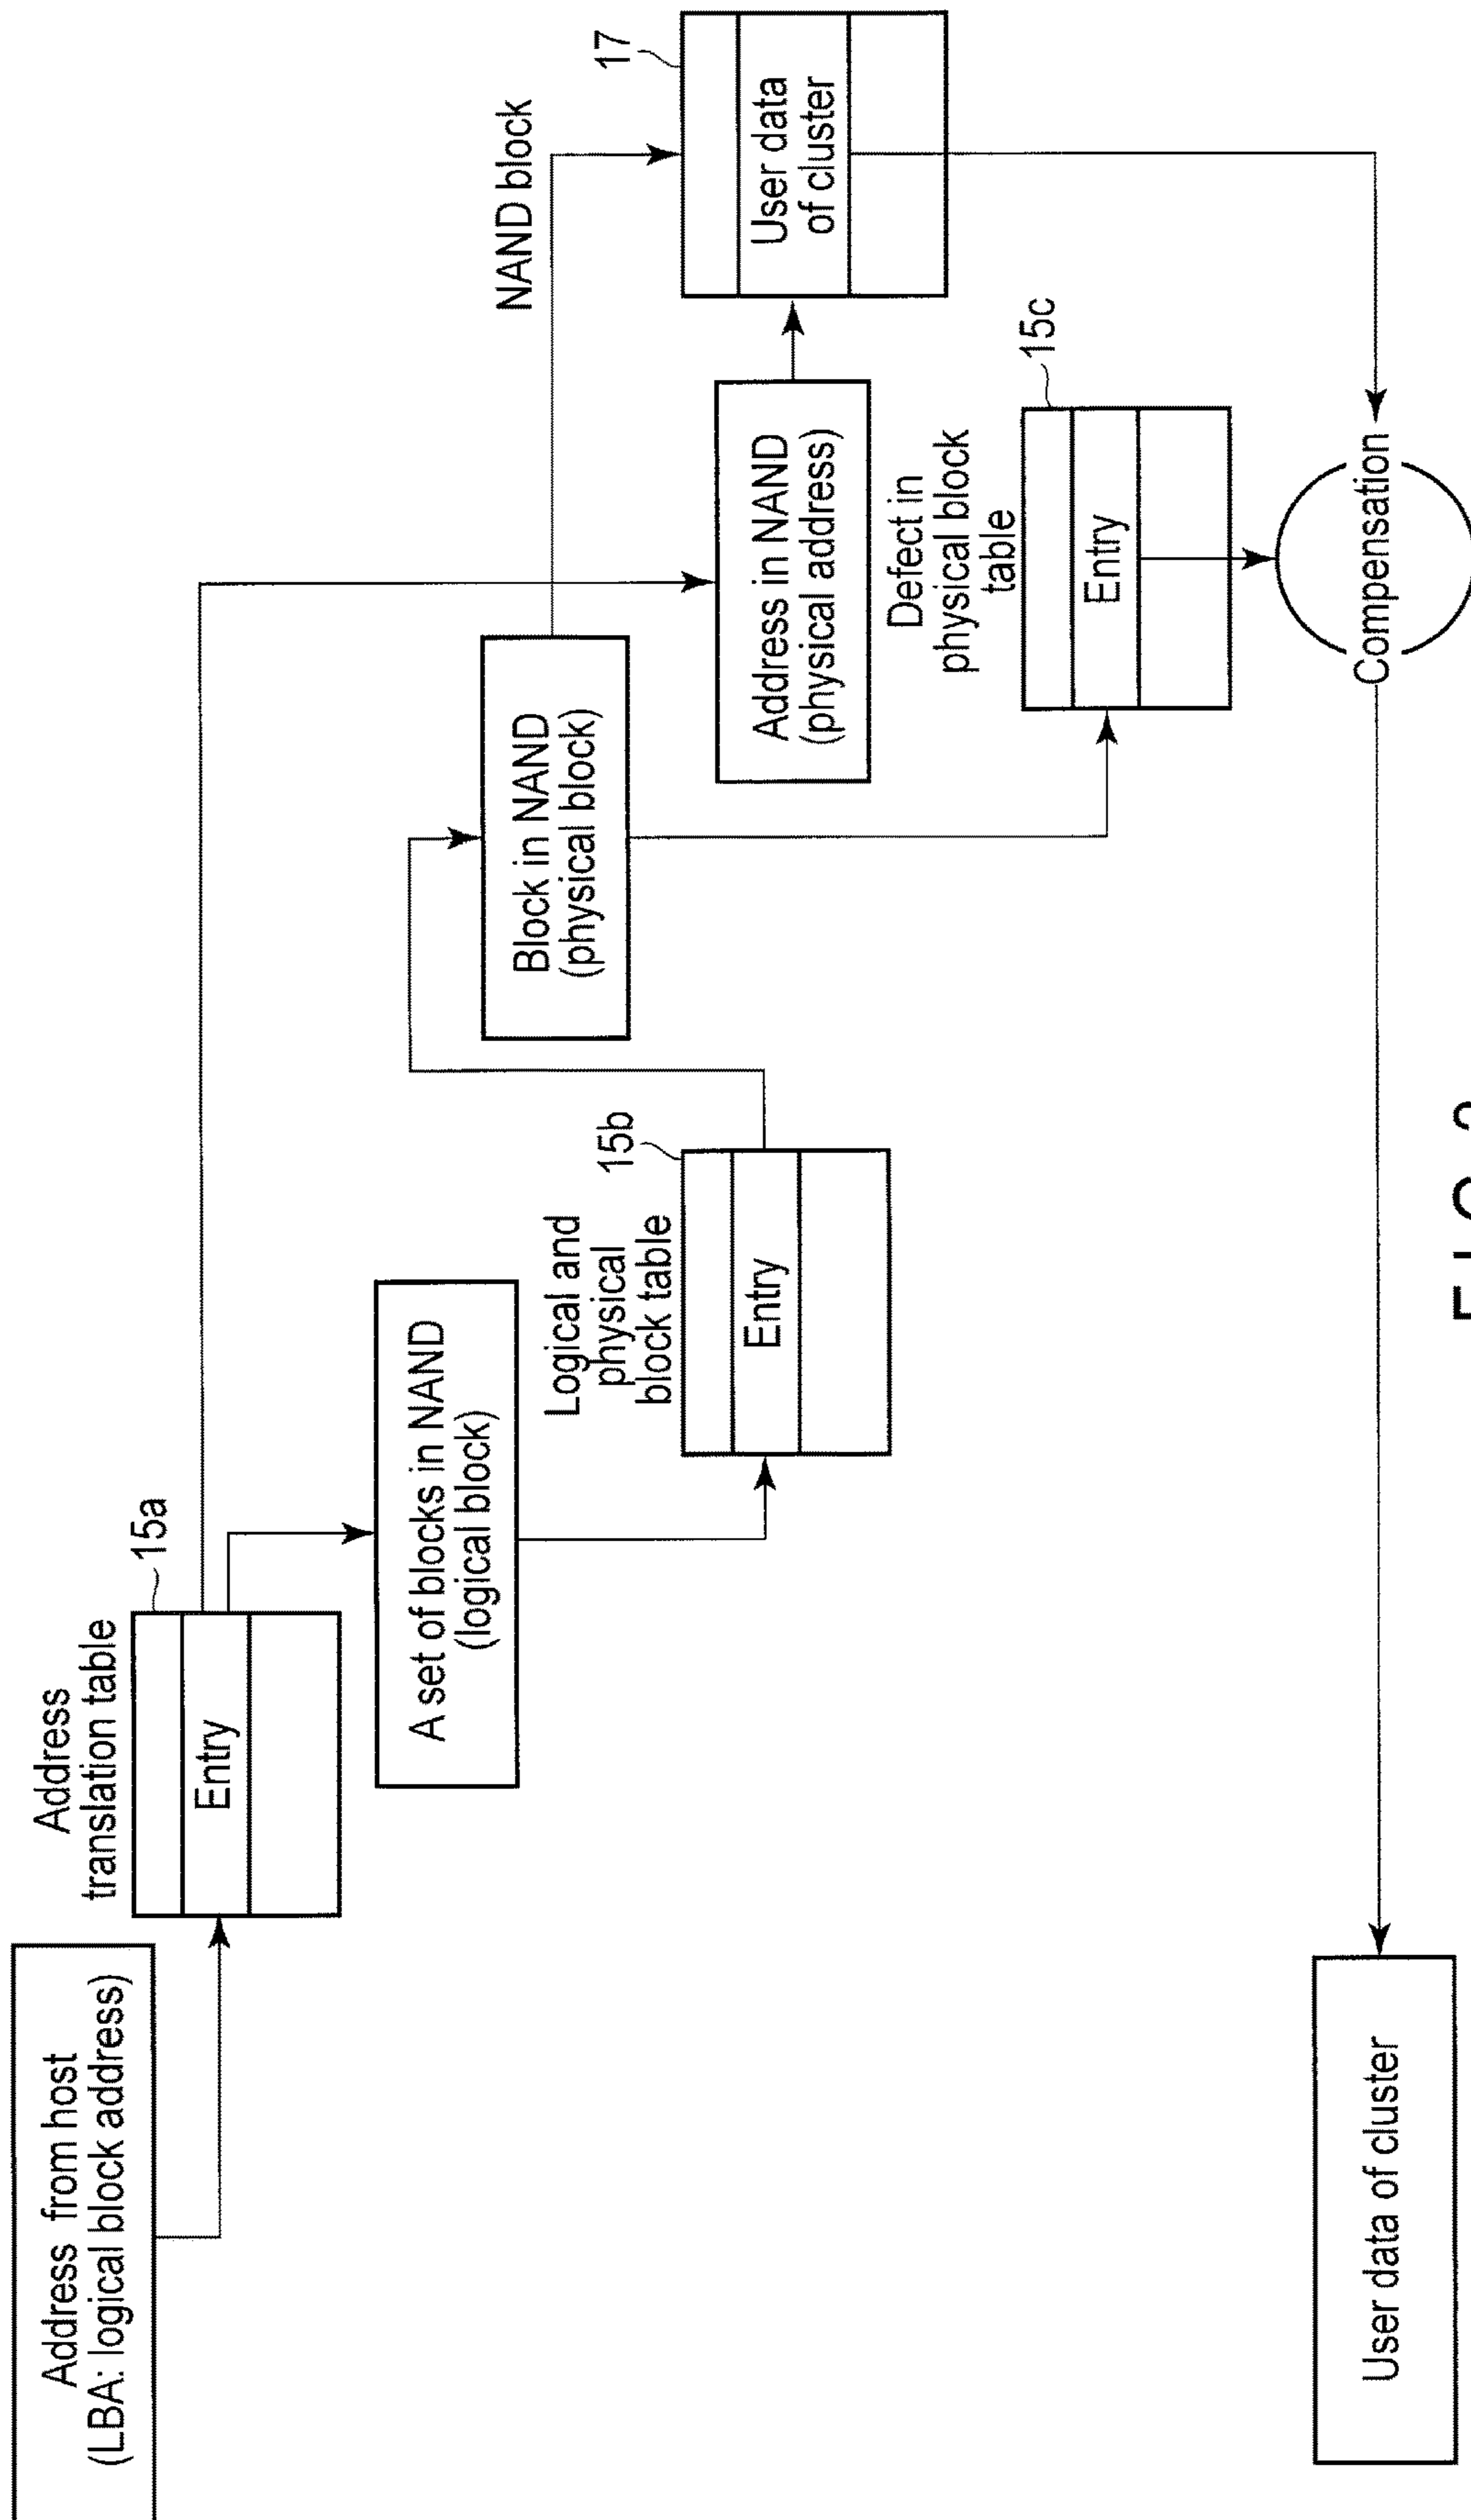 Address from host
(LBA: logical block address)
Address
translation table
15a
Entry
A set of blocks in NAND
(logical block)
Logical and
physical
block table
15b
Entry
Block in NAND
(physical block)
NAND block
17
User data
of cluster
Address in NAND
(physical address)
Defect in
physical block
table
15c
Entry
Compensation
User data of cluster